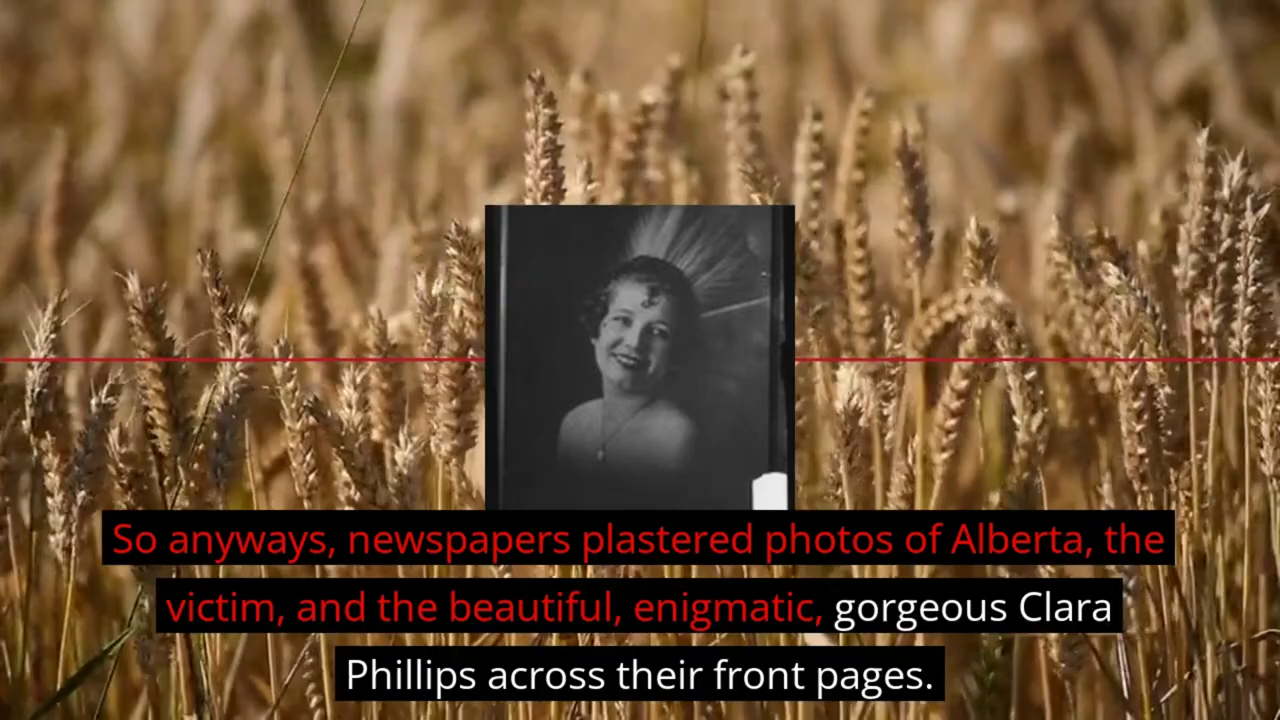 So anyways, newspapers plastered photos of Alberta, the
victim, and the beautiful, enigmatic, gorgeous Clara
Phillips across their front pages.